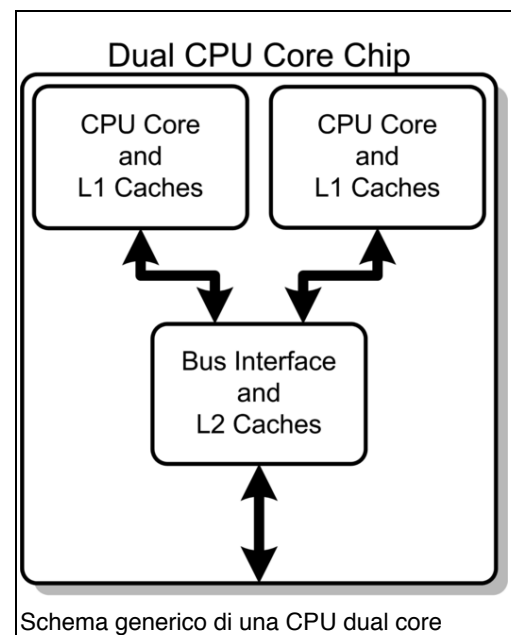 Dual CPU Core Chip
CPU Core
and
L1 Caches
CPU Core
and
L1 Caches
Bus Interface
and
L2 Caches
Schema generico di una CPU dual core